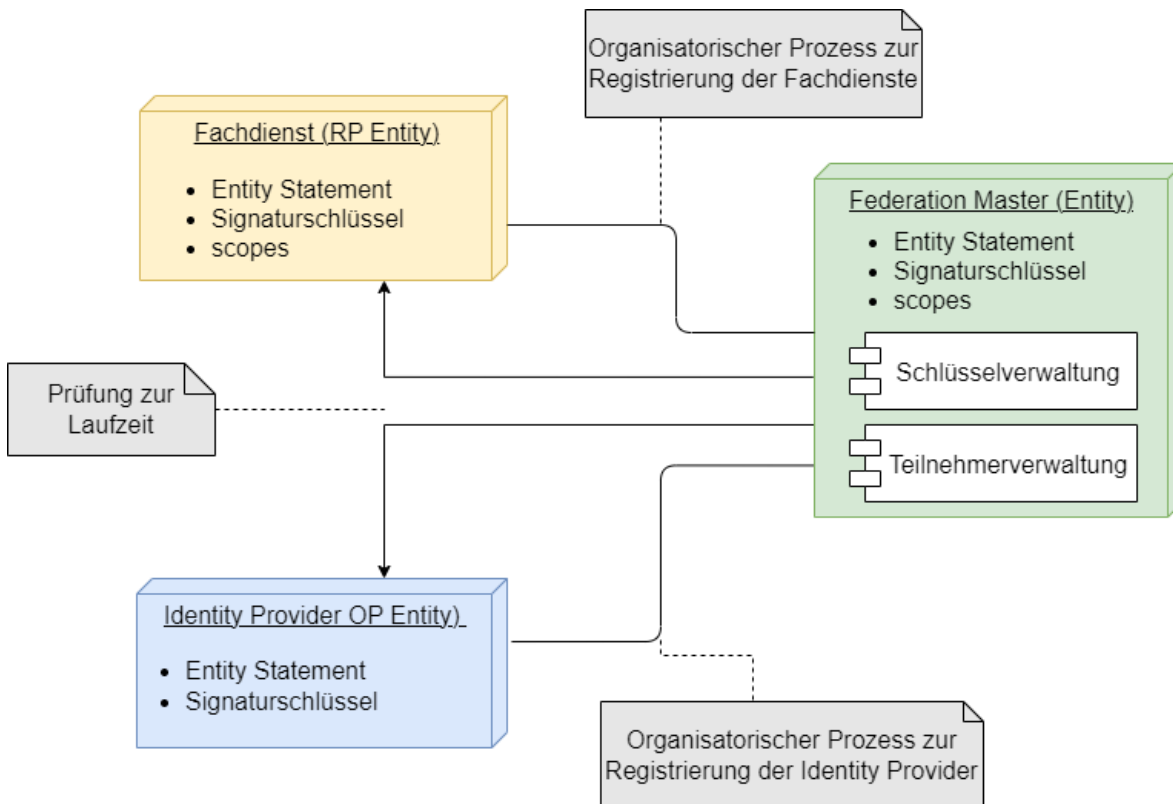 Organisatorischer Prozess zur
Registrierung der Fachdienste
Fachdienst (RP Entity)
• Entity Statement
• Signaturschlüssel
• scopes
Federation Master (Entity)
• Entity Statement
• Signaturschlüssel
• scopes
Schlüsselverwaltung
Teilnehmerverwaltung
Prüfung zur
Laufzeit
Identity Provider OP Entity)
• Entity Statement
• Signaturschlüssel
Organisatorischer Prozess zur
Registrierung der Identity Provider